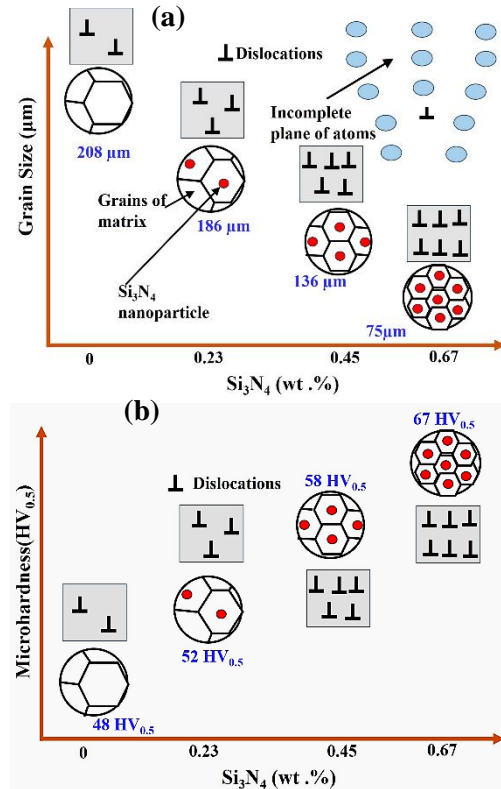 (a)
Dislocations
208 µm
Grain Size (µm)
Incomplete
plane of atoms
Grains of
matrix
186 µm
136 µm
Si₃N₄
nanoparticle
75µm
0
0.23
0.45
0.67
Si₃N₄ (wt .%)
(b)
67 HV₀.₅
58 HV₀.₅
Dislocations
Microhardness(HV₀.₅)
52 HV₀.₅
48 HV₀.₅
0
0.23
0.45
0.67
Si₃N₄ (wt .%)